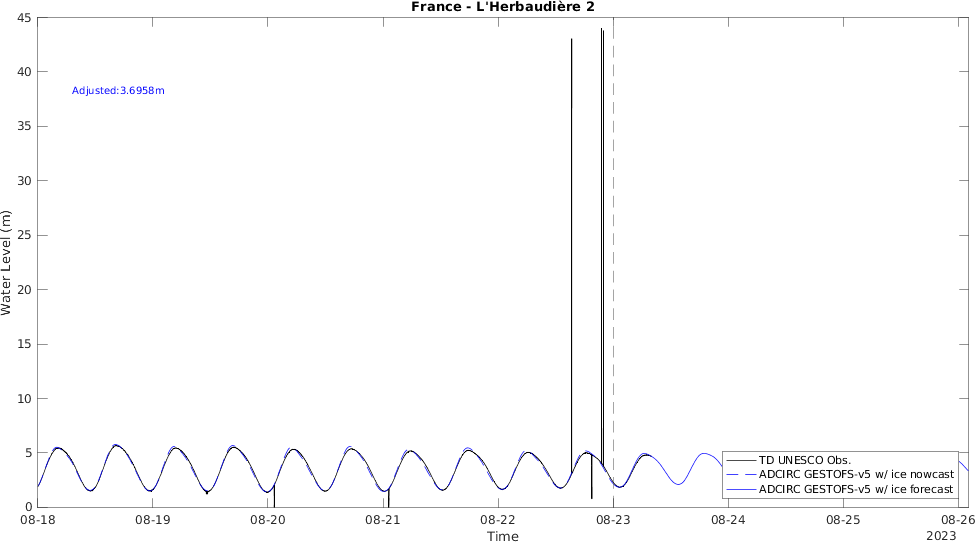 France - L'Herbaudière 2
45
40
35
30
25
20
15
10
5
0
Water Level (m)
Adjusted:3.6958m
TD UNESCO Obs.
ADCIRC GESTOFS-v5 w/ ice nowcast
ADCIRC GESTOFS-v5 w/ ice forecast
08-18 08-19 08-20 08-21 08-22 08-23 08-24 08-25 08-26
Time
2023